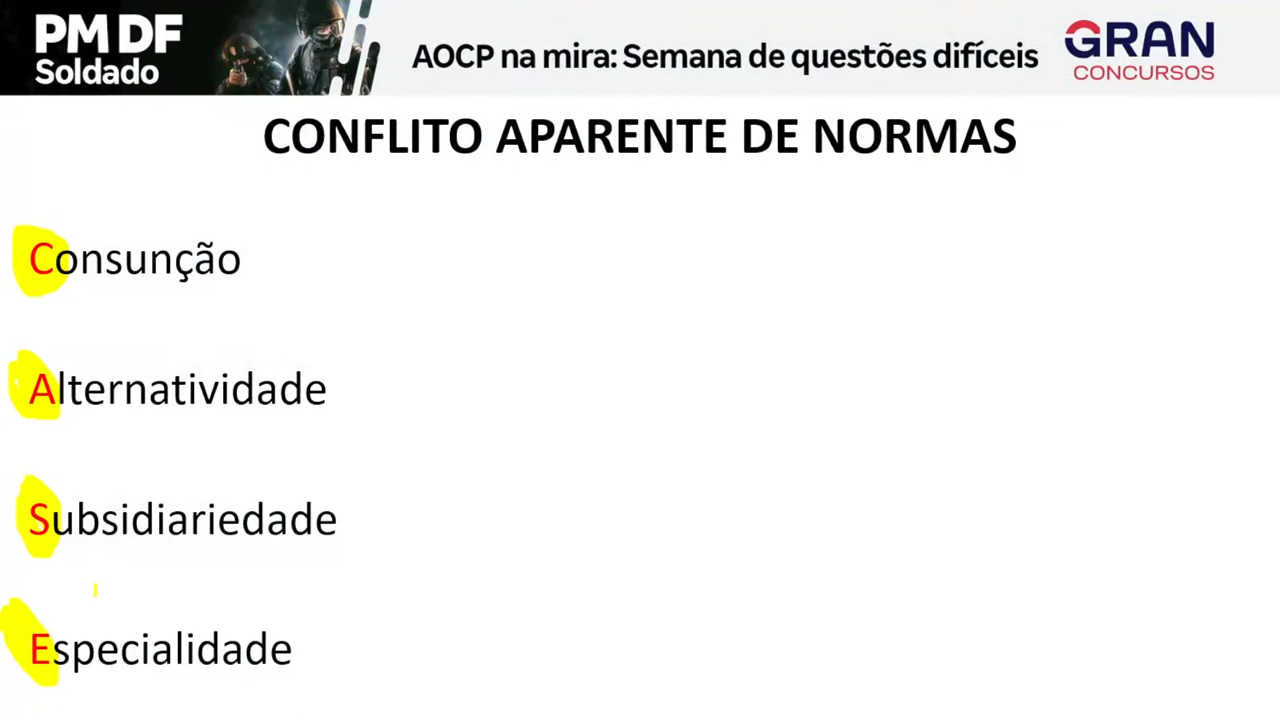 PM DF
Soldado
AOCP na mira: Semana de questões difíceis
GRAN
CONCURSOS
CONFLITO APARENTE DE NORMAS
Consunção
Alternatividade
Subsidiariedade
Especialidade